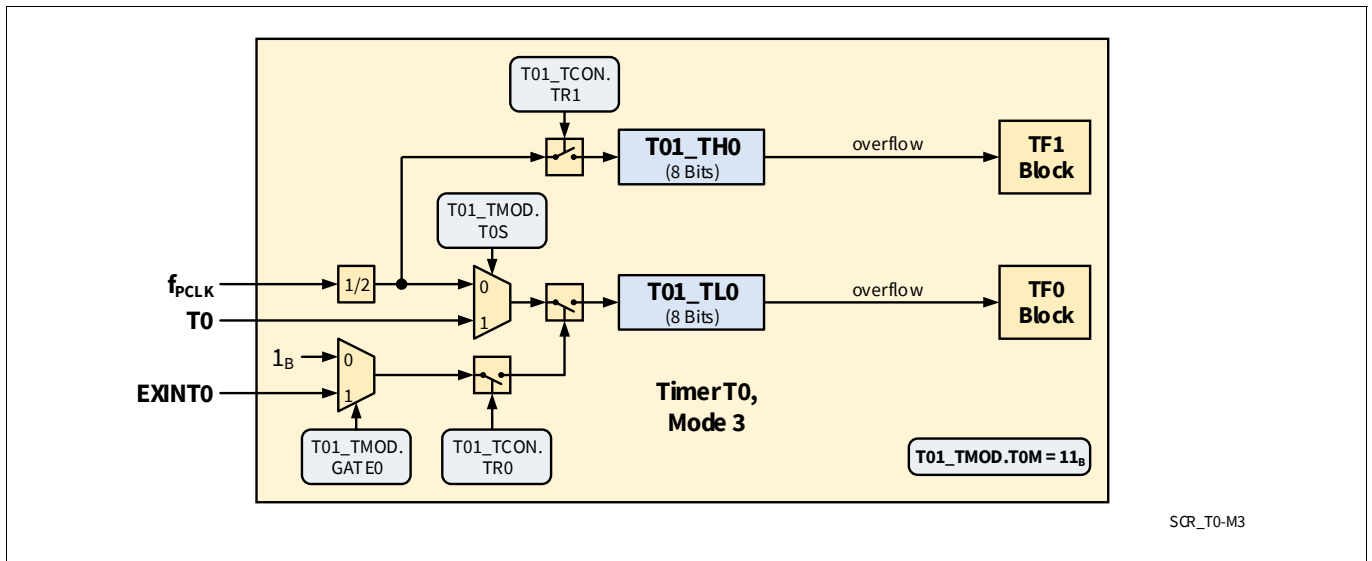 T01_TCON.
TR1
T01_TH0
(8 Bits)
overflow
TF1
Block
T01_TMOD.
T0S
fPCLK
1/2
0
1
T0
T01_TL0
(8 Bits)
overflow
TF0
Block
1B
0
1
EXINT0
T01_TMOD.
GATE0
T01_TCON.
TR0
Timer T0,
Mode 3
T01_TMOD.T0M = 11B
SCR_T0-M3